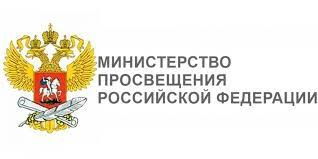 МИНИСТЕРСТВО
ПРОСВЕЩЕНИЯ
РОССИЙСКОЙ ФЕДЕРАЦИИ